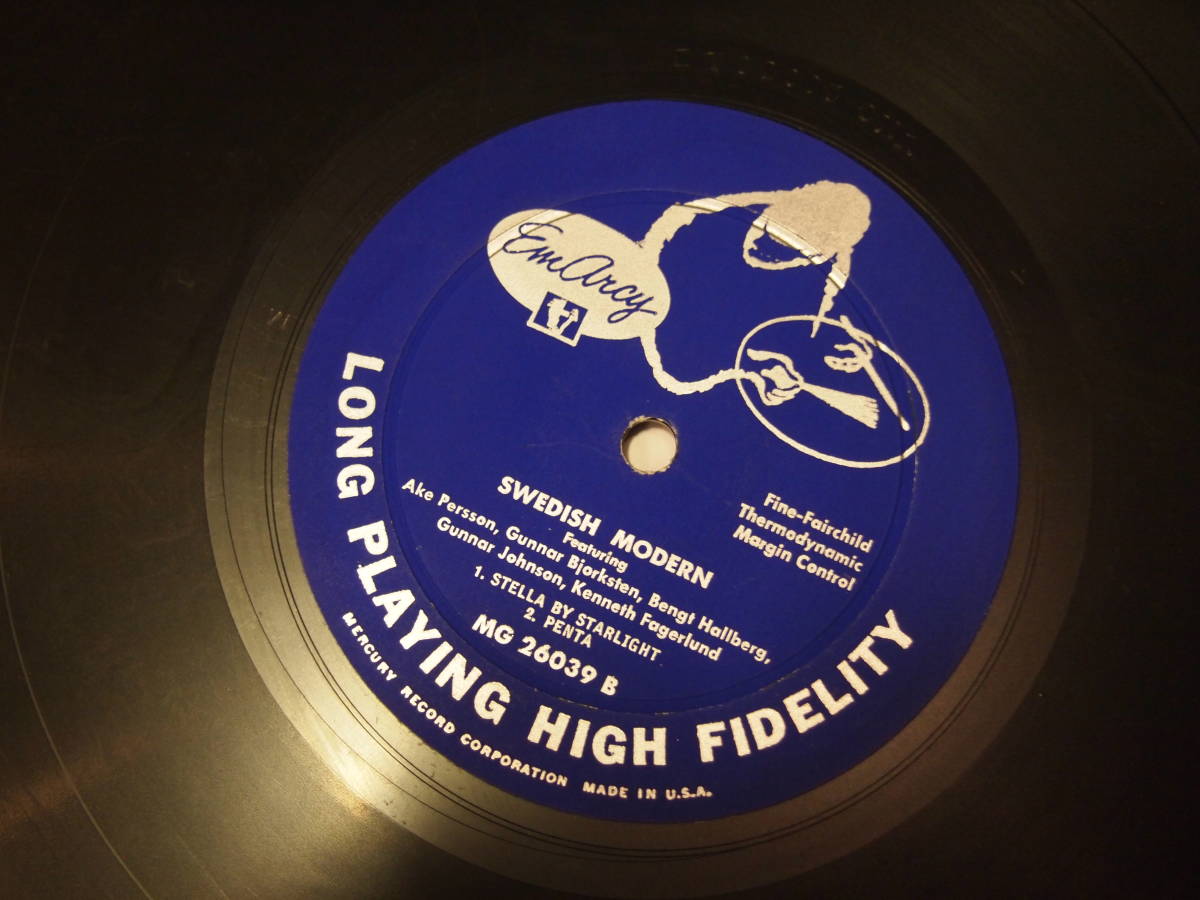 EmArcy
SWEDISH MODERN
Featuring
Ake Persson, Gunnar Bjorksten, Bengt Hallberg,
Gunnar Johnson, Kenneth Fagerlund
1. STELLA BY STARLIGHT
2. PENTA
MG 26039 B
Fine-Fairchild
Thermodynamic
Margin Control
LONG PLAYING HIGH FIDELITY
MERCURY RECORD CORPORATION MADE IN U.S.A.